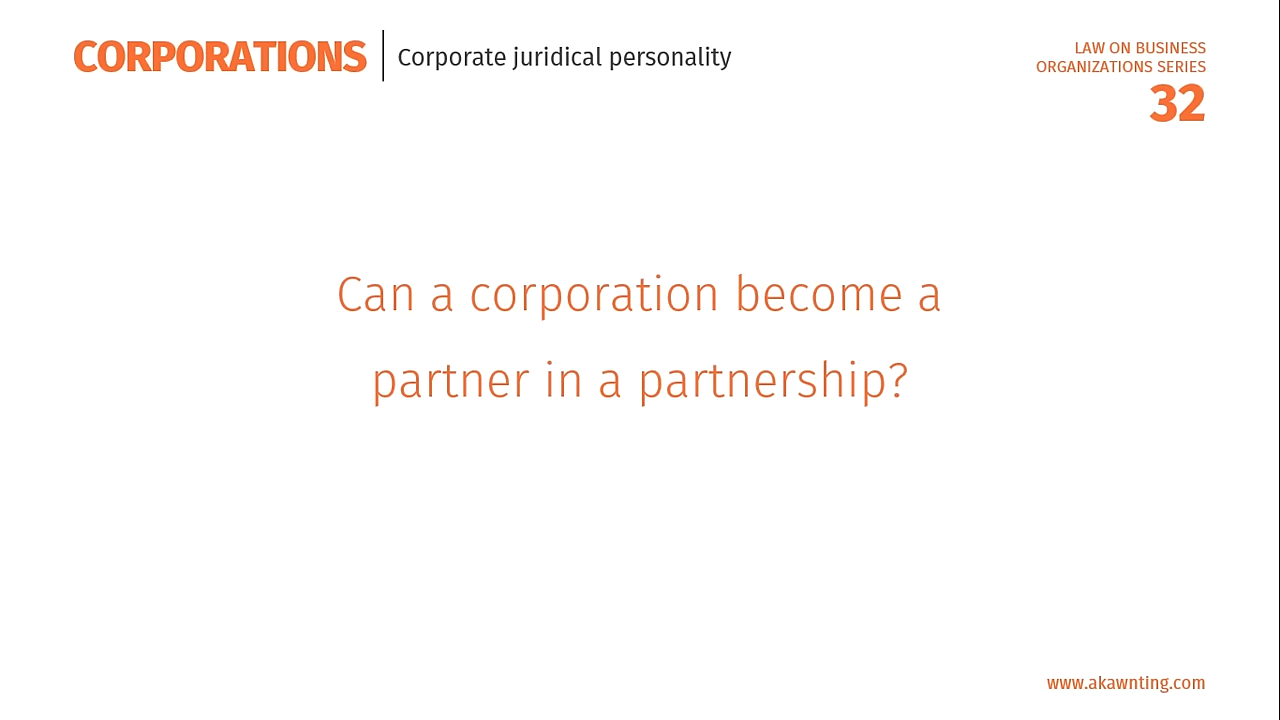 CORPORATIONS
Corporate juridical personality
LAW ON BUSINESS
ORGANIZATIONS SERIES
32
Can a corporation become a
partner in a partnership?
www.akawnting.com